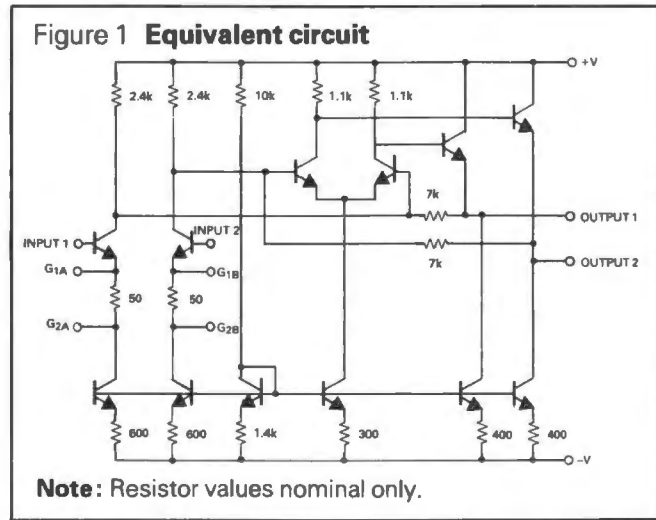 Figure 1 Equivalent circuit
+V
2.4k 2.4k 10k 1.1k 1.1k
7k
OUTPUT 1
INPUT 1
INPUT 2
7k
OUTPUT 2
G1A
G1B
50 50
G2A
G2B
600 600 1.4k 300 400 400
-V
Note: Resistor values nominal only.